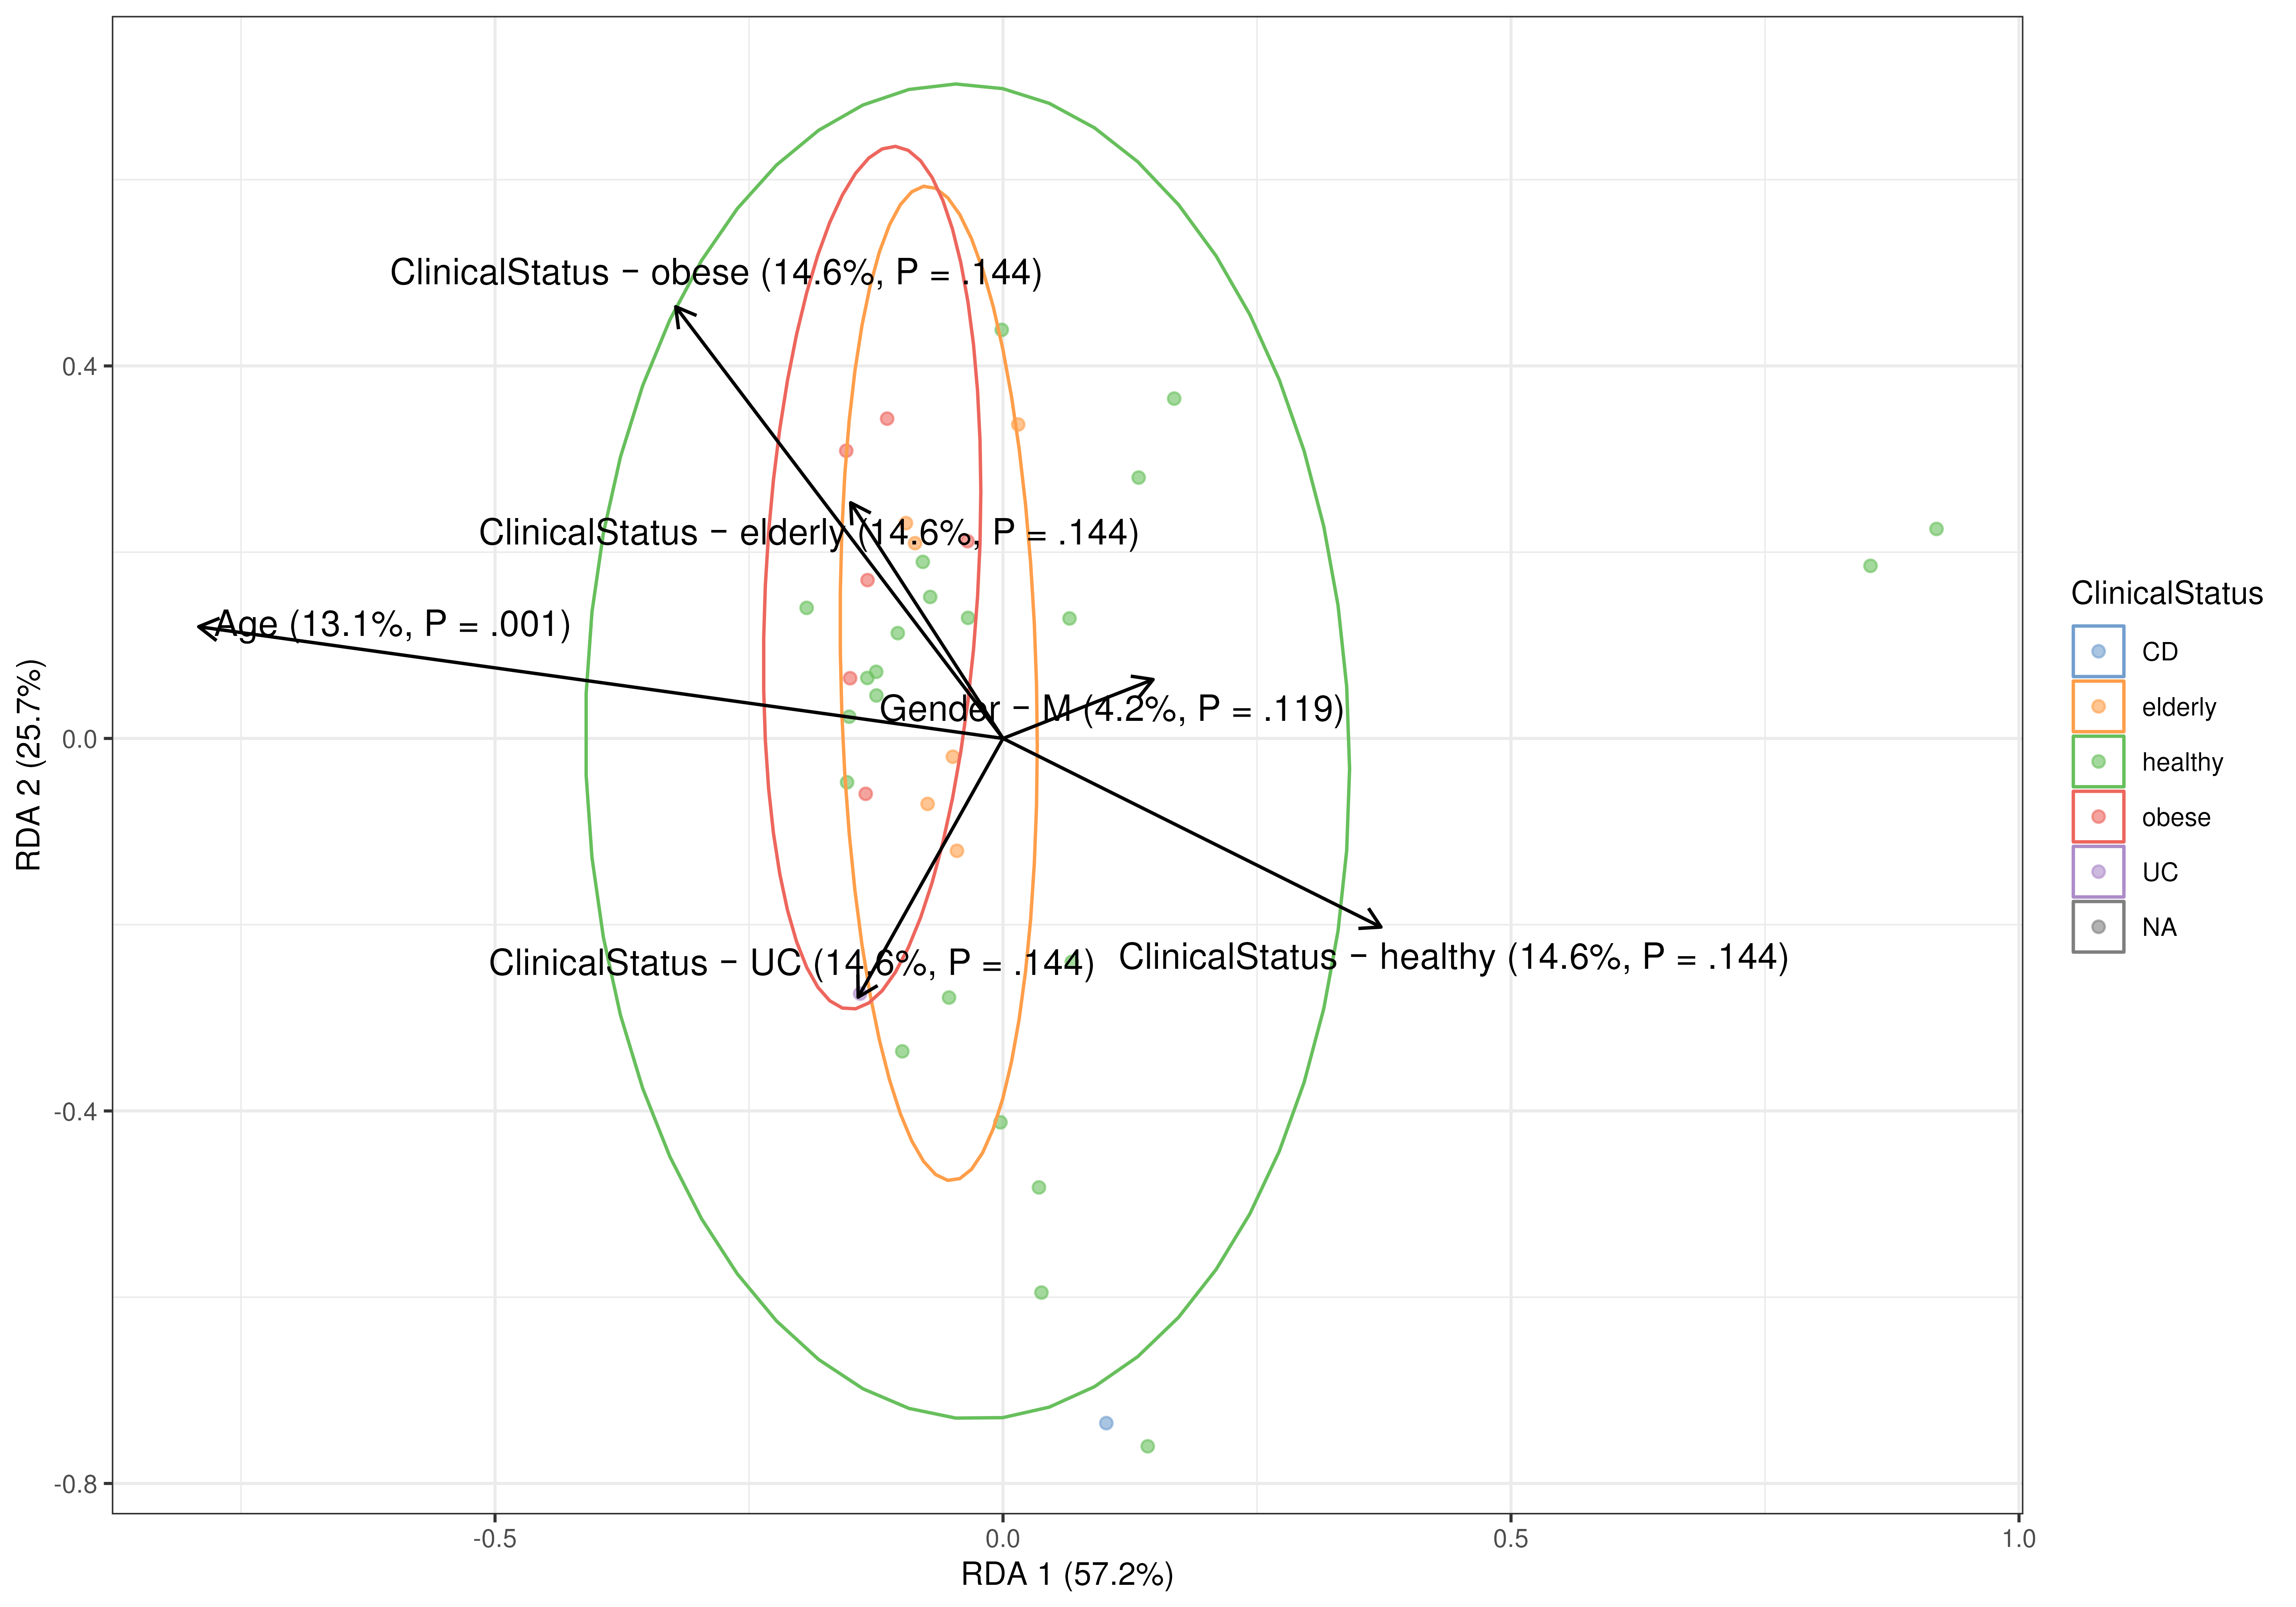 ClinicalStatus − obese (14.6%, P = .144)
ClinicalStatus − elderly (14.6%, P = .144)
Age (13.1%, P = .001)
Gender − M (4.2%, P = .119)
ClinicalStatus − UC (14.6%, P = .144)
ClinicalStatus − healthy (14.6%, P = .144)
0.4
0.0
-0.4
-0.8
RDA 2 (25.7%)
-0.5
0.0
0.5
1.0
RDA 1 (57.2%)
ClinicalStatus
CD
elderly
healthy
obese
UC
NA